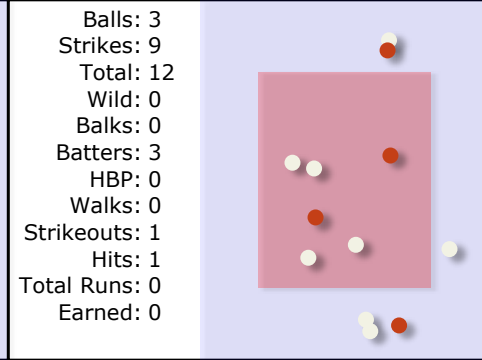 Balls: 3
Strikes: 9
Total: 12
Wild: 0
Balks: 0
Batters: 3
HBP: 0
Walks: 0
Strikeouts: 1
Hits: 1
Total Runs: 0
Earned: 0